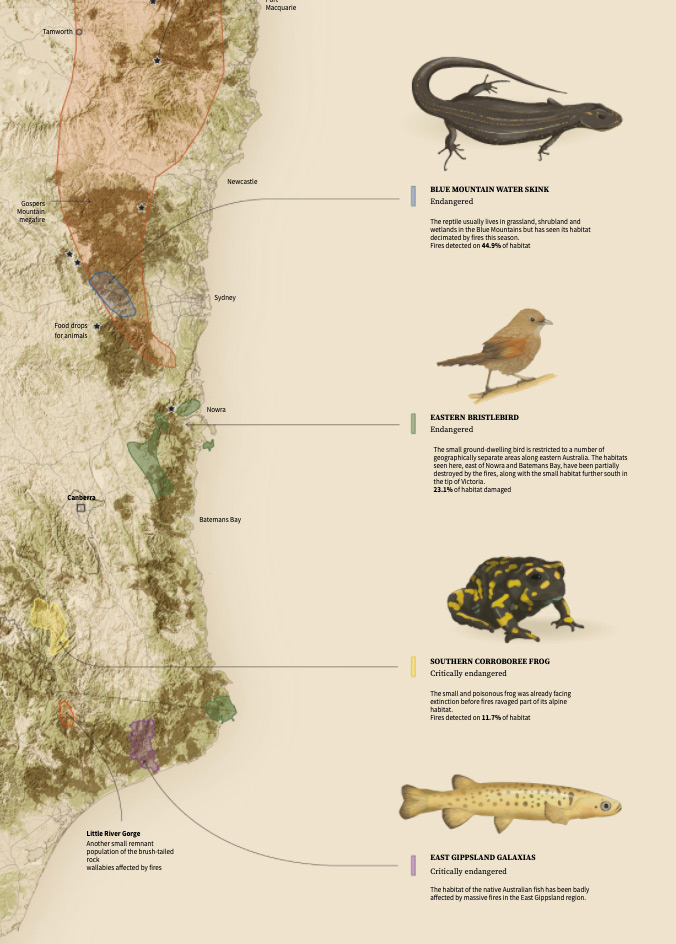 Macquarie
Tamworth
Newcastle
Gospers
Mountain
megafire
Sydney
Food drops
for animals
Nowra
Canberra
Batemans Bay
Little River Gorge
Another small remnant
population of the brush-tailed
rock
wallabies affected by fires
BLUE MOUNTAIN WATER SKINK
Endangered
The reptile usually lives in grassland, shrubland and
wetlands in the Blue Mountains but has seen its habitat
decimated by fires this season.
Fires detected on 44.9% of habitat
EASTERN BRISTLEBIRD
Endangered
The small ground-dwelling bird is restricted to a number of
geographically separate areas along eastern Australia. The habitats
seen here, east of Nowra and Batemans Bay, have been partially
destroyed by the fires, along with the small habitat further south in
the tip of Victoria.
23.1% of habitat damaged
SOUTHERN CORROBOREE FROG
Critically endangered
The small and poisonous frog was already facing
extinction before fires ravaged part of its alpine
habitat.
Fires detected on 11.7% of habitat
EAST GIPPSLAND GALAXIAS
Critically endangered
The habitat of the native Australian fish has been badly
affected by massive fires in the East Gippsland region.